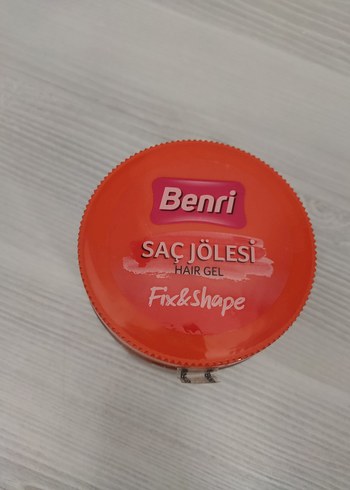 Benri
SAÇ JÖLESİ
HAIR GEL
Fix&Shape